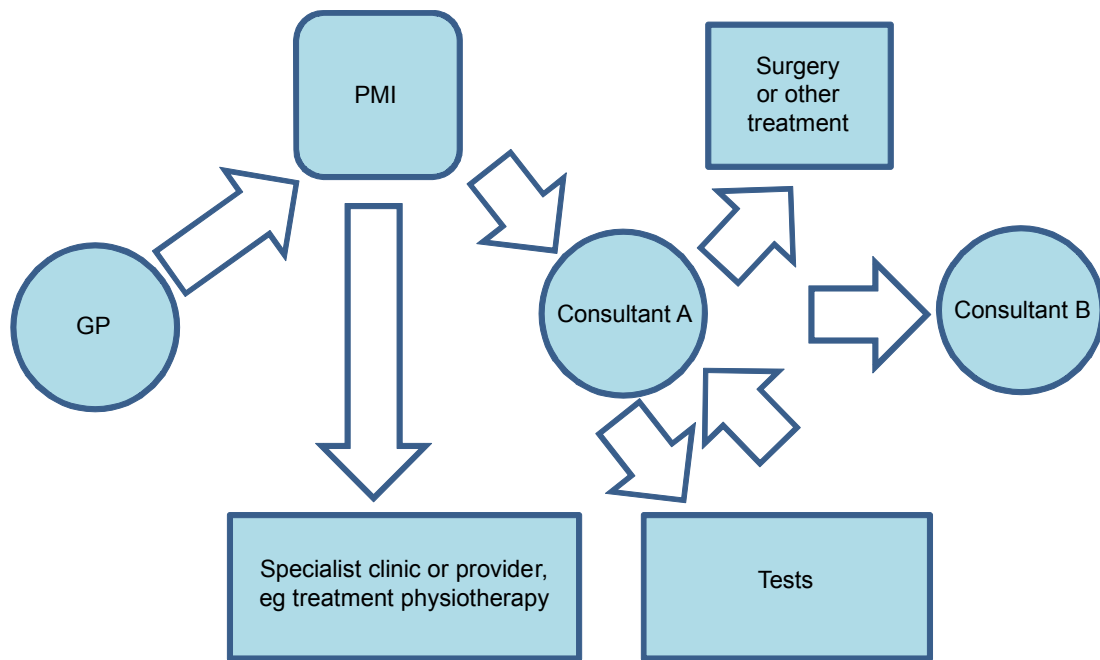 PMI
Surgery
or other
treatment
GP
Consultant A
Consultant B
Specialist clinic or provider,
eg treatment physiotherapy
Tests